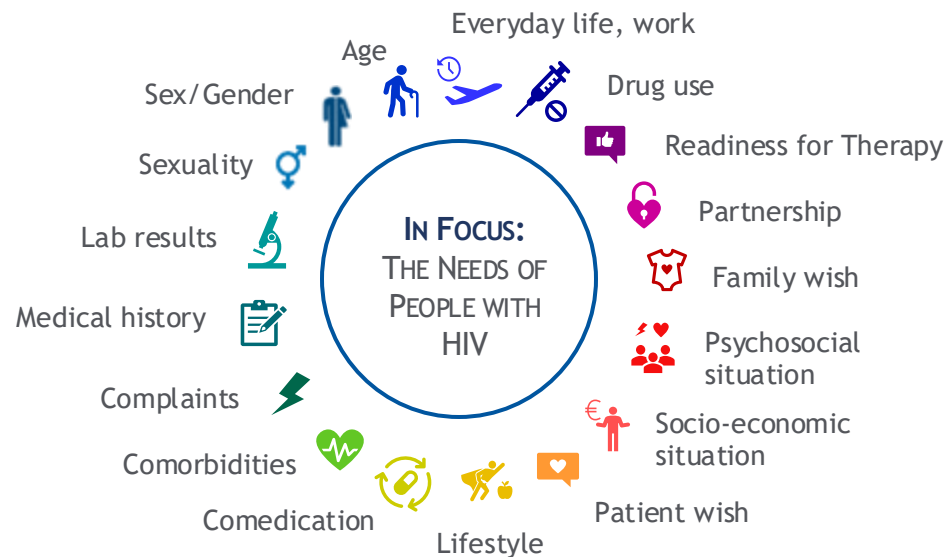 Everyday life, work
Age
Drug use
Sex/Gender
Readiness for Therapy
Sexuality
Partnership
Lab results
IN FOCUS:
THE NEEDS OF
PEOPLE WITH
HIV
Family wish
Medical history
Psychosocial
situation
Complaints
Socio-economic
situation
Comorbidities
Patient wish
Comedication
Lifestyle